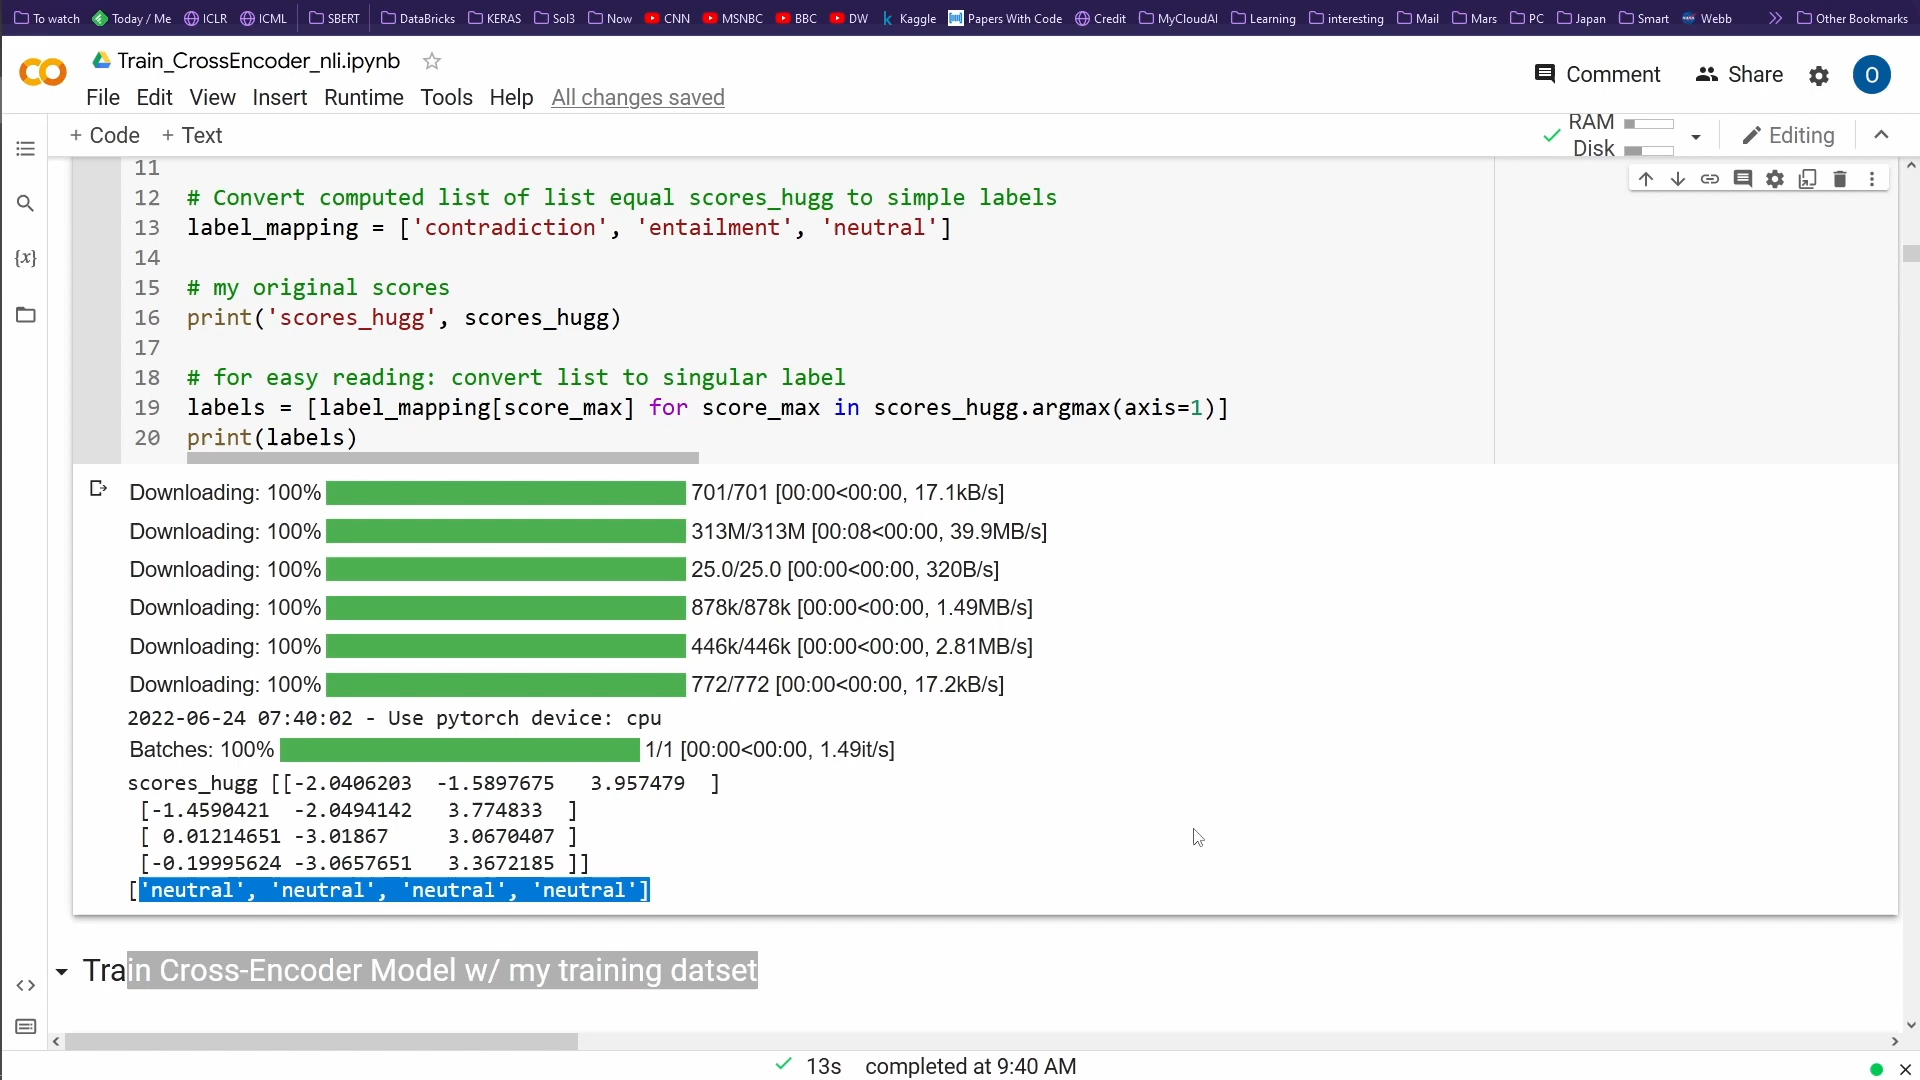 To watch Today / Me ICLR ICML SBERT DataBricks KERAS Sol3 Now CNN MSNBC BBC DW Kaggle Papers With Code Credit MyCloudAI Learning interesting Mail Mars PC Japan Smart Webb Other Bookmarks
Train_CrossEncoder_nli.ipynb
Comment Share O
File Edit View Insert Runtime Tools Help All changes saved
+ Code + Text
RAM
Disk
Editing
11
12 # Convert computed list of list equal scores_hugg to simple labels
13 label_mapping = ['contradiction', 'entailment', 'neutral']
14
15 # my original scores
16 print('scores_hugg', scores_hugg)
17
18 # for easy reading: convert list to singular label
19 labels = [label_mapping[score_max] for score_max in scores_hugg.argmax(axis=1)]
20 print(labels)
Downloading: 100% 701/701 [00:00<00:00, 17.1kB/s]
Downloading: 100% 313M/313M [00:08<00:00, 39.9MB/s]
Downloading: 100% 25.0/25.0 [00:00<00:00, 320B/s]
Downloading: 100% 878k/878k [00:00<00:00, 1.49MB/s]
Downloading: 100% 446k/446k [00:00<00:00, 2.81MB/s]
Downloading: 100% 772/772 [00:00<00:00, 17.2kB/s]
2022-06-24 07:40:02 - Use pytorch device: cpu
Batches: 100% 1/1 [00:00<00:00, 1.49it/s]
scores_hugg [[-2.0406203 -1.5897675 3.957479 ]
[-1.4590421 -2.0494142 3.774833 ]
[ 0.01214651 -3.01867 3.0670407 ]
[-0.19995624 -3.0657651 3.3672185 ]]
['neutral', 'neutral', 'neutral', 'neutral']
Train Cross-Encoder Model w/ my training datset
13s completed at 9:40 AM